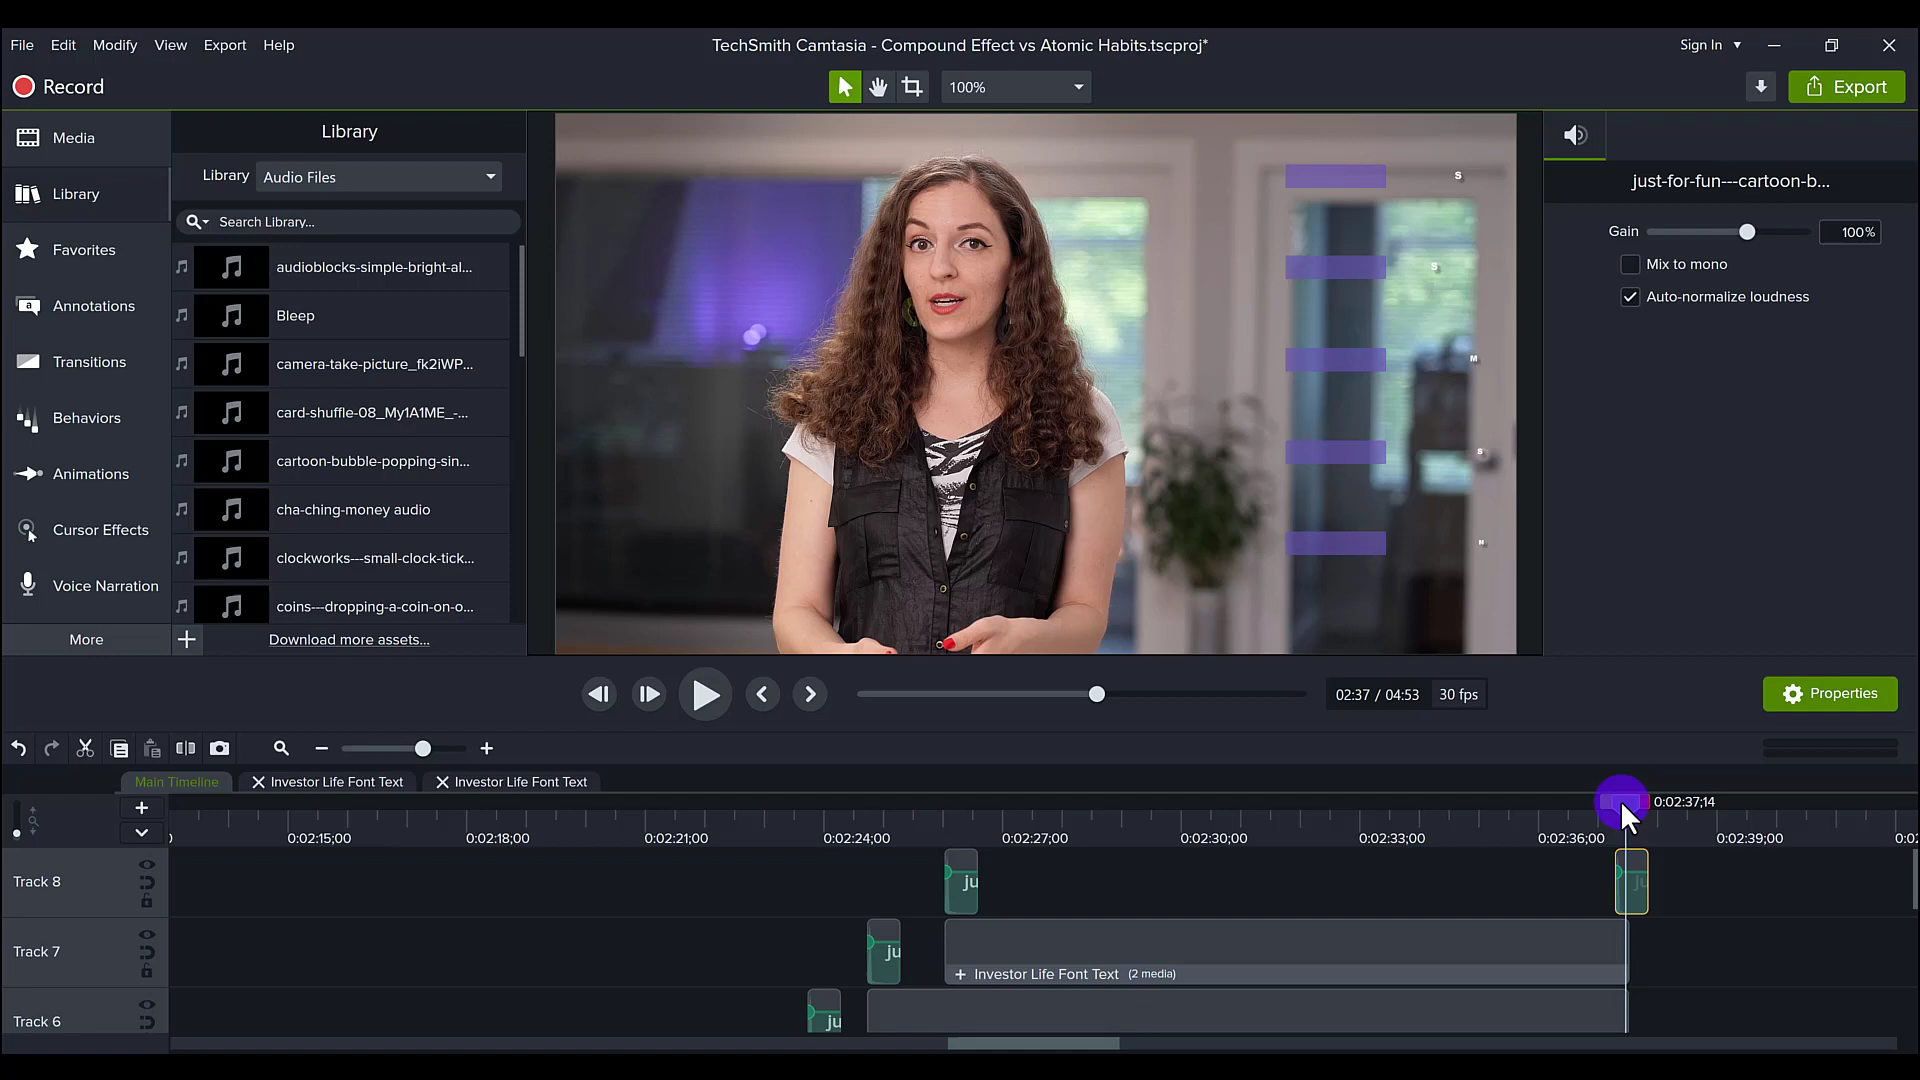 File Edit Modify View Export Help
TechSmith Camtasia - Compound Effect vs Atomic Habits.tscproj*
Sign In
Record
100%
Export
Media
Library
Favorites
Annotations
Transitions
Behaviors
Animations
Cursor Effects
Voice Narration
More
Library
Library Audio Files
Search Library...
audioblocks-simple-bright-al...
Bleep
camera-take-picture_fk2iWP...
card-shuffle-08_My1A1ME_-...
cartoon-bubble-popping-sin...
cha-ching-money audio
clockworks---small-clock-tick...
coins---dropping-a-coin-on-o...
Download more assets...
S
S
M
S
N
just-for-fun---cartoon-b...
Gain 100%
Mix to mono
Auto-normalize loudness
02:37 / 04:53 30 fps
Properties
Main Timeline Investor Life Font Text Investor Life Font Text
0:02:37;14
0:02:15;00 0:02:18;00 0:02:21;00 0:02:24;00 0:02:27;00 0:02:30;00 0:02:33;00 0:02:36;00 0:02:39;00
Track 8 ju ju
Track 7 ju
+ Investor Life Font Text (2 media)
Track 6 ju